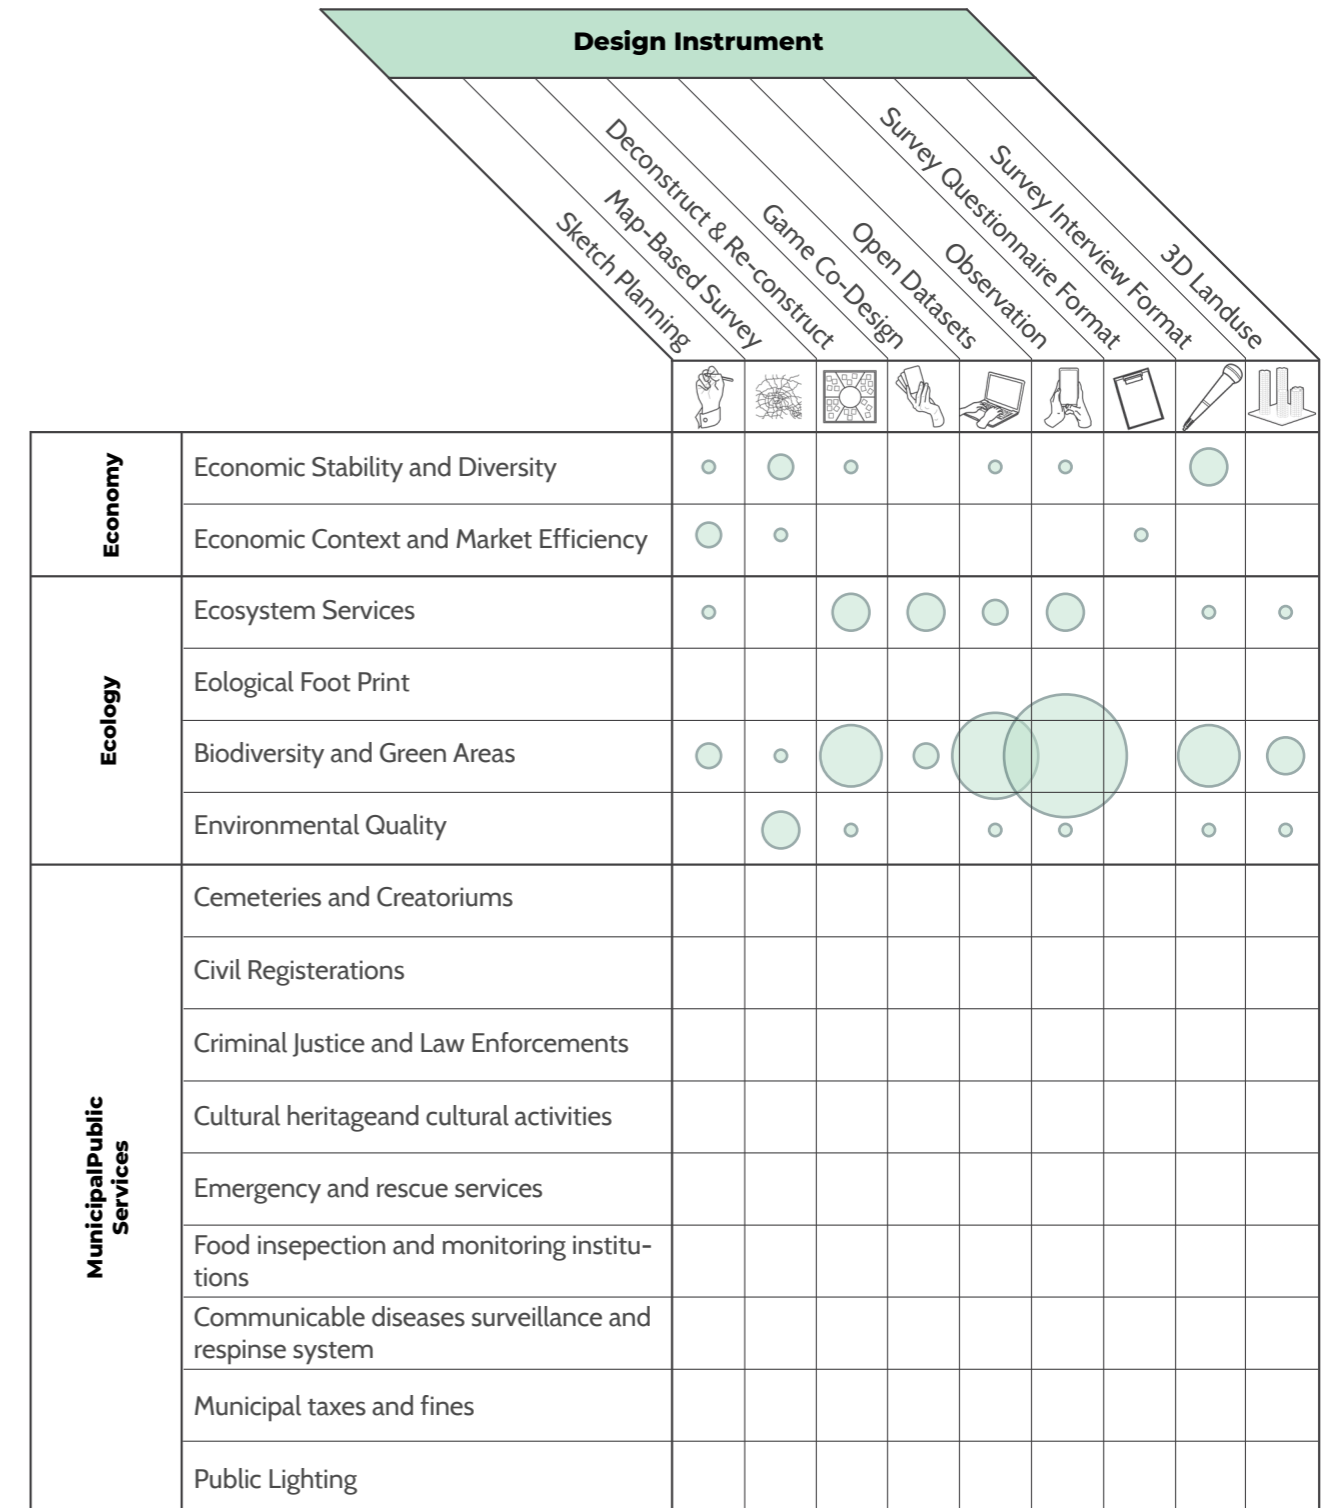 Design Instrument
Sketch Planning
Map-Based Survey
Deconstruct & Re-construct
Game Co-Design
Open Datasets
Observation
Survey Questionnaire Format
Survey Interview Format
3D Landuse
Economy
Economic Stability and Diversity
Economic Context and Market Efficiency
Ecology
Ecosystem Services
Eological Foot Print
Biodiversity and Green Areas
Environmental Quality
MunicipalPublic
Services
Cemeteries and Creatoriums
Civil Registerations
Criminal Justice and Law Enforcements
Cultural heritageand cultural activities
Emergency and rescue services
Food insepection and monitoring institu-
tions
Communicable diseases surveillance and
respinse system
Municipal taxes and fines
Public Lighting